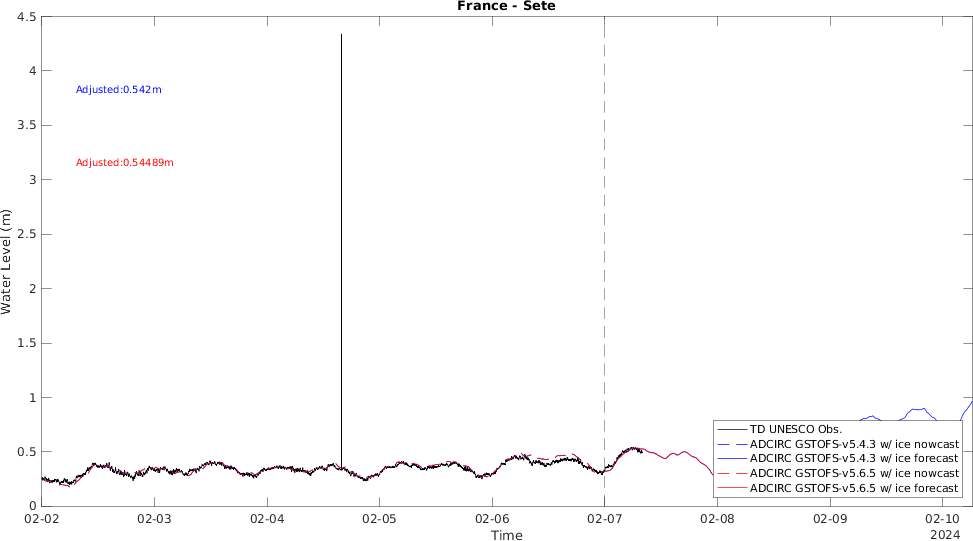 France - Sete
4.5
4
3.5
3
2.5
2
1.5
1
0.5
0
Water Level (m)
Adjusted:0.542m
Adjusted:0.54489m
TD UNESCO Obs.
ADCIRC GSTOFS-v5.4.3 w/ ice nowcast
ADCIRC GSTOFS-v5.4.3 w/ ice forecast
ADCIRC GSTOFS-v5.6.5 w/ ice nowcast
ADCIRC GSTOFS-v5.6.5 w/ ice forecast
02-02 02-03 02-04 02-05 02-06 02-07 02-08 02-09 02-10
Time 2024